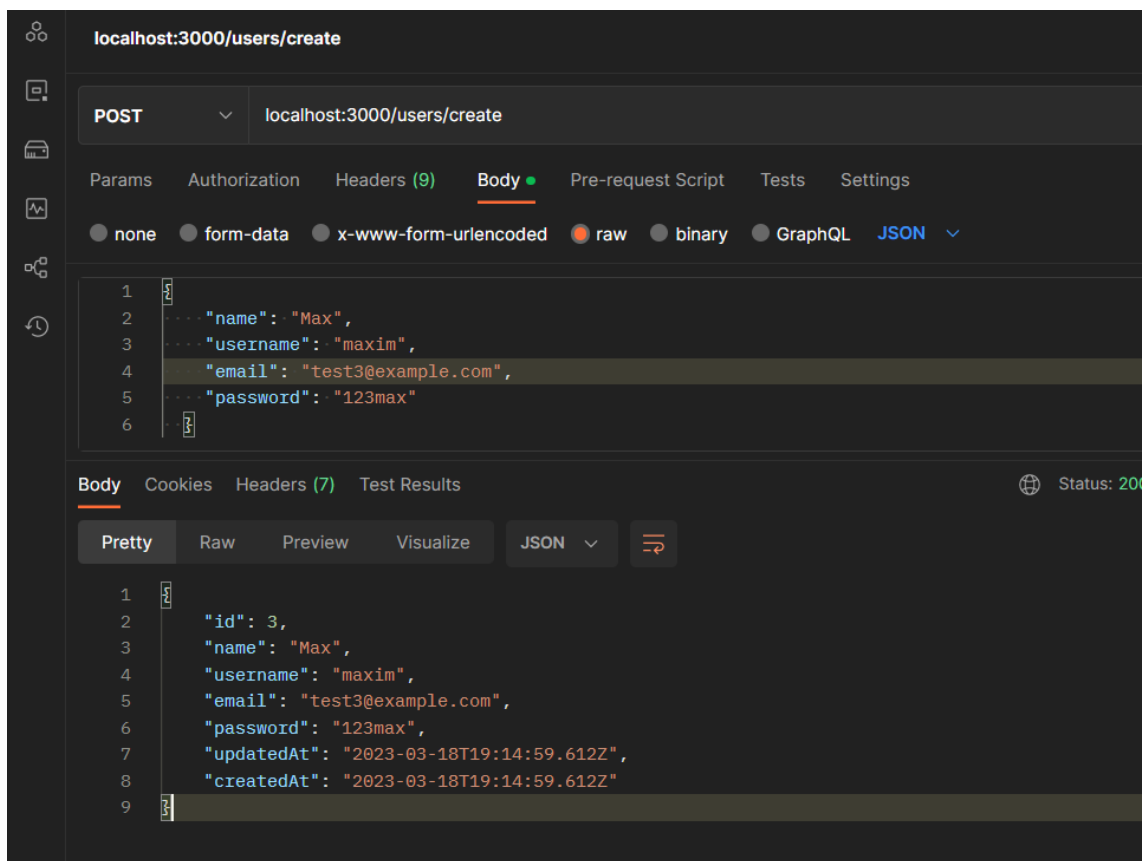 localhost:3000/users/create
POST localhost:3000/users/create
Params Authorization Headers (9) Body Pre-request Script Tests Settings
none form-data x-www-form-urlencoded raw binary GraphQL JSON
1 {
2 "name": "Max",
3 "username": "maxim",
4 "email": "test3@example.com",
5 "password": "123max"
6 }
Body Cookies Headers (7) Test Results Status: 200
Pretty Raw Preview Visualize JSON
1 {
2 "id": 3,
3 "name": "Max",
4 "username": "maxim",
5 "email": "test3@example.com",
6 "password": "123max",
7 "updatedAt": "2023-03-18T19:14:59.612Z",
8 "createdAt": "2023-03-18T19:14:59.612Z"
9 }